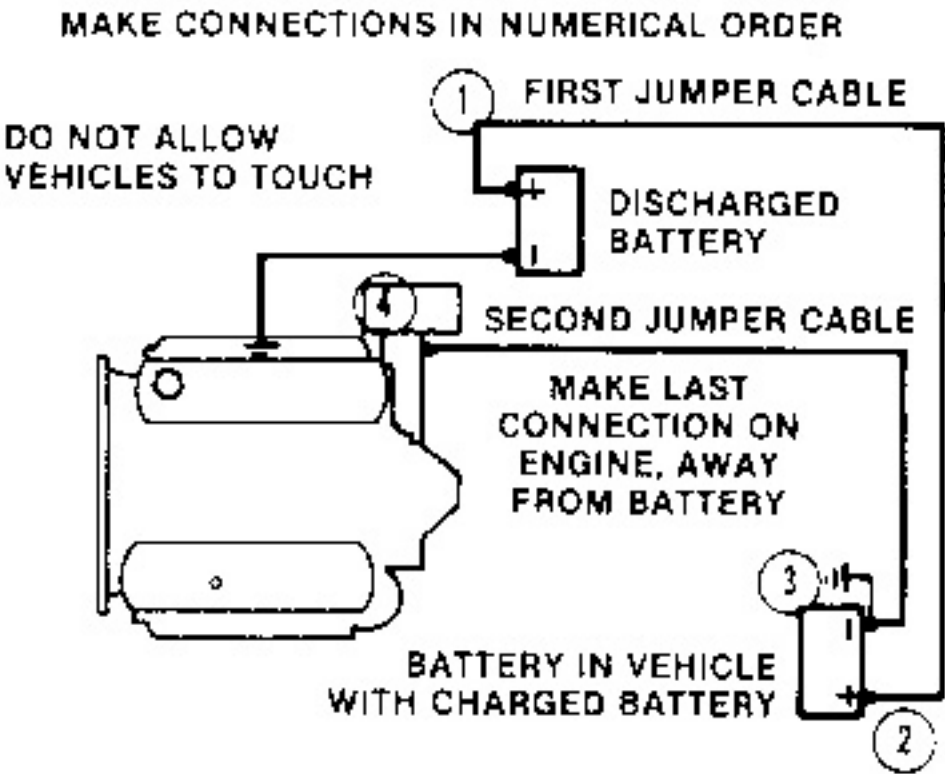 MAKE CONNECTIONS IN NUMERICAL ORDER
1 FIRST JUMPER CABLE
DO NOT ALLOW
VEHICLES TO TOUCH
+
DISCHARGED
BATTERY
4
SECOND JUMPER CABLE
MAKE LAST
CONNECTION ON
ENGINE, AWAY
FROM BATTERY
3
BATTERY IN VEHICLE
WITH CHARGED BATTERY
+
2